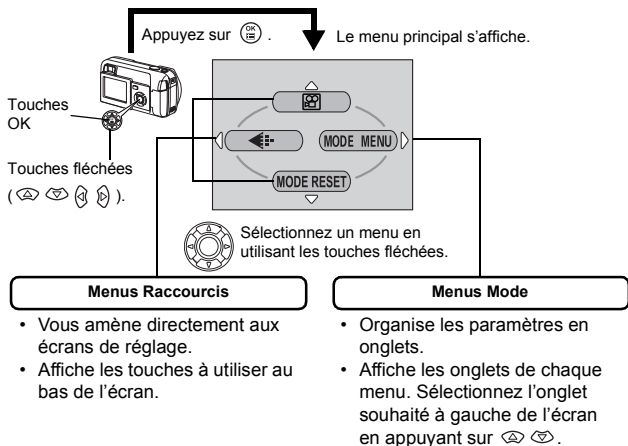 Appuyez sur OK .
Le menu principal s'affiche.
Touches
OK
Touches fléchées
( ).
MODE MENU
MODE RESET
Sélectionnez un menu en
utilisant les touches fléchées.
Menus Raccourcis
• Vous amène directement aux
écrans de réglage.
• Affiche les touches à utiliser au
bas de l'écran.
Menus Mode
• Organise les paramètres en
onglets.
• Affiche les onglets de chaque
menu. Sélectionnez l'onglet
souhaité à gauche de l'écran
en appuyant sur .